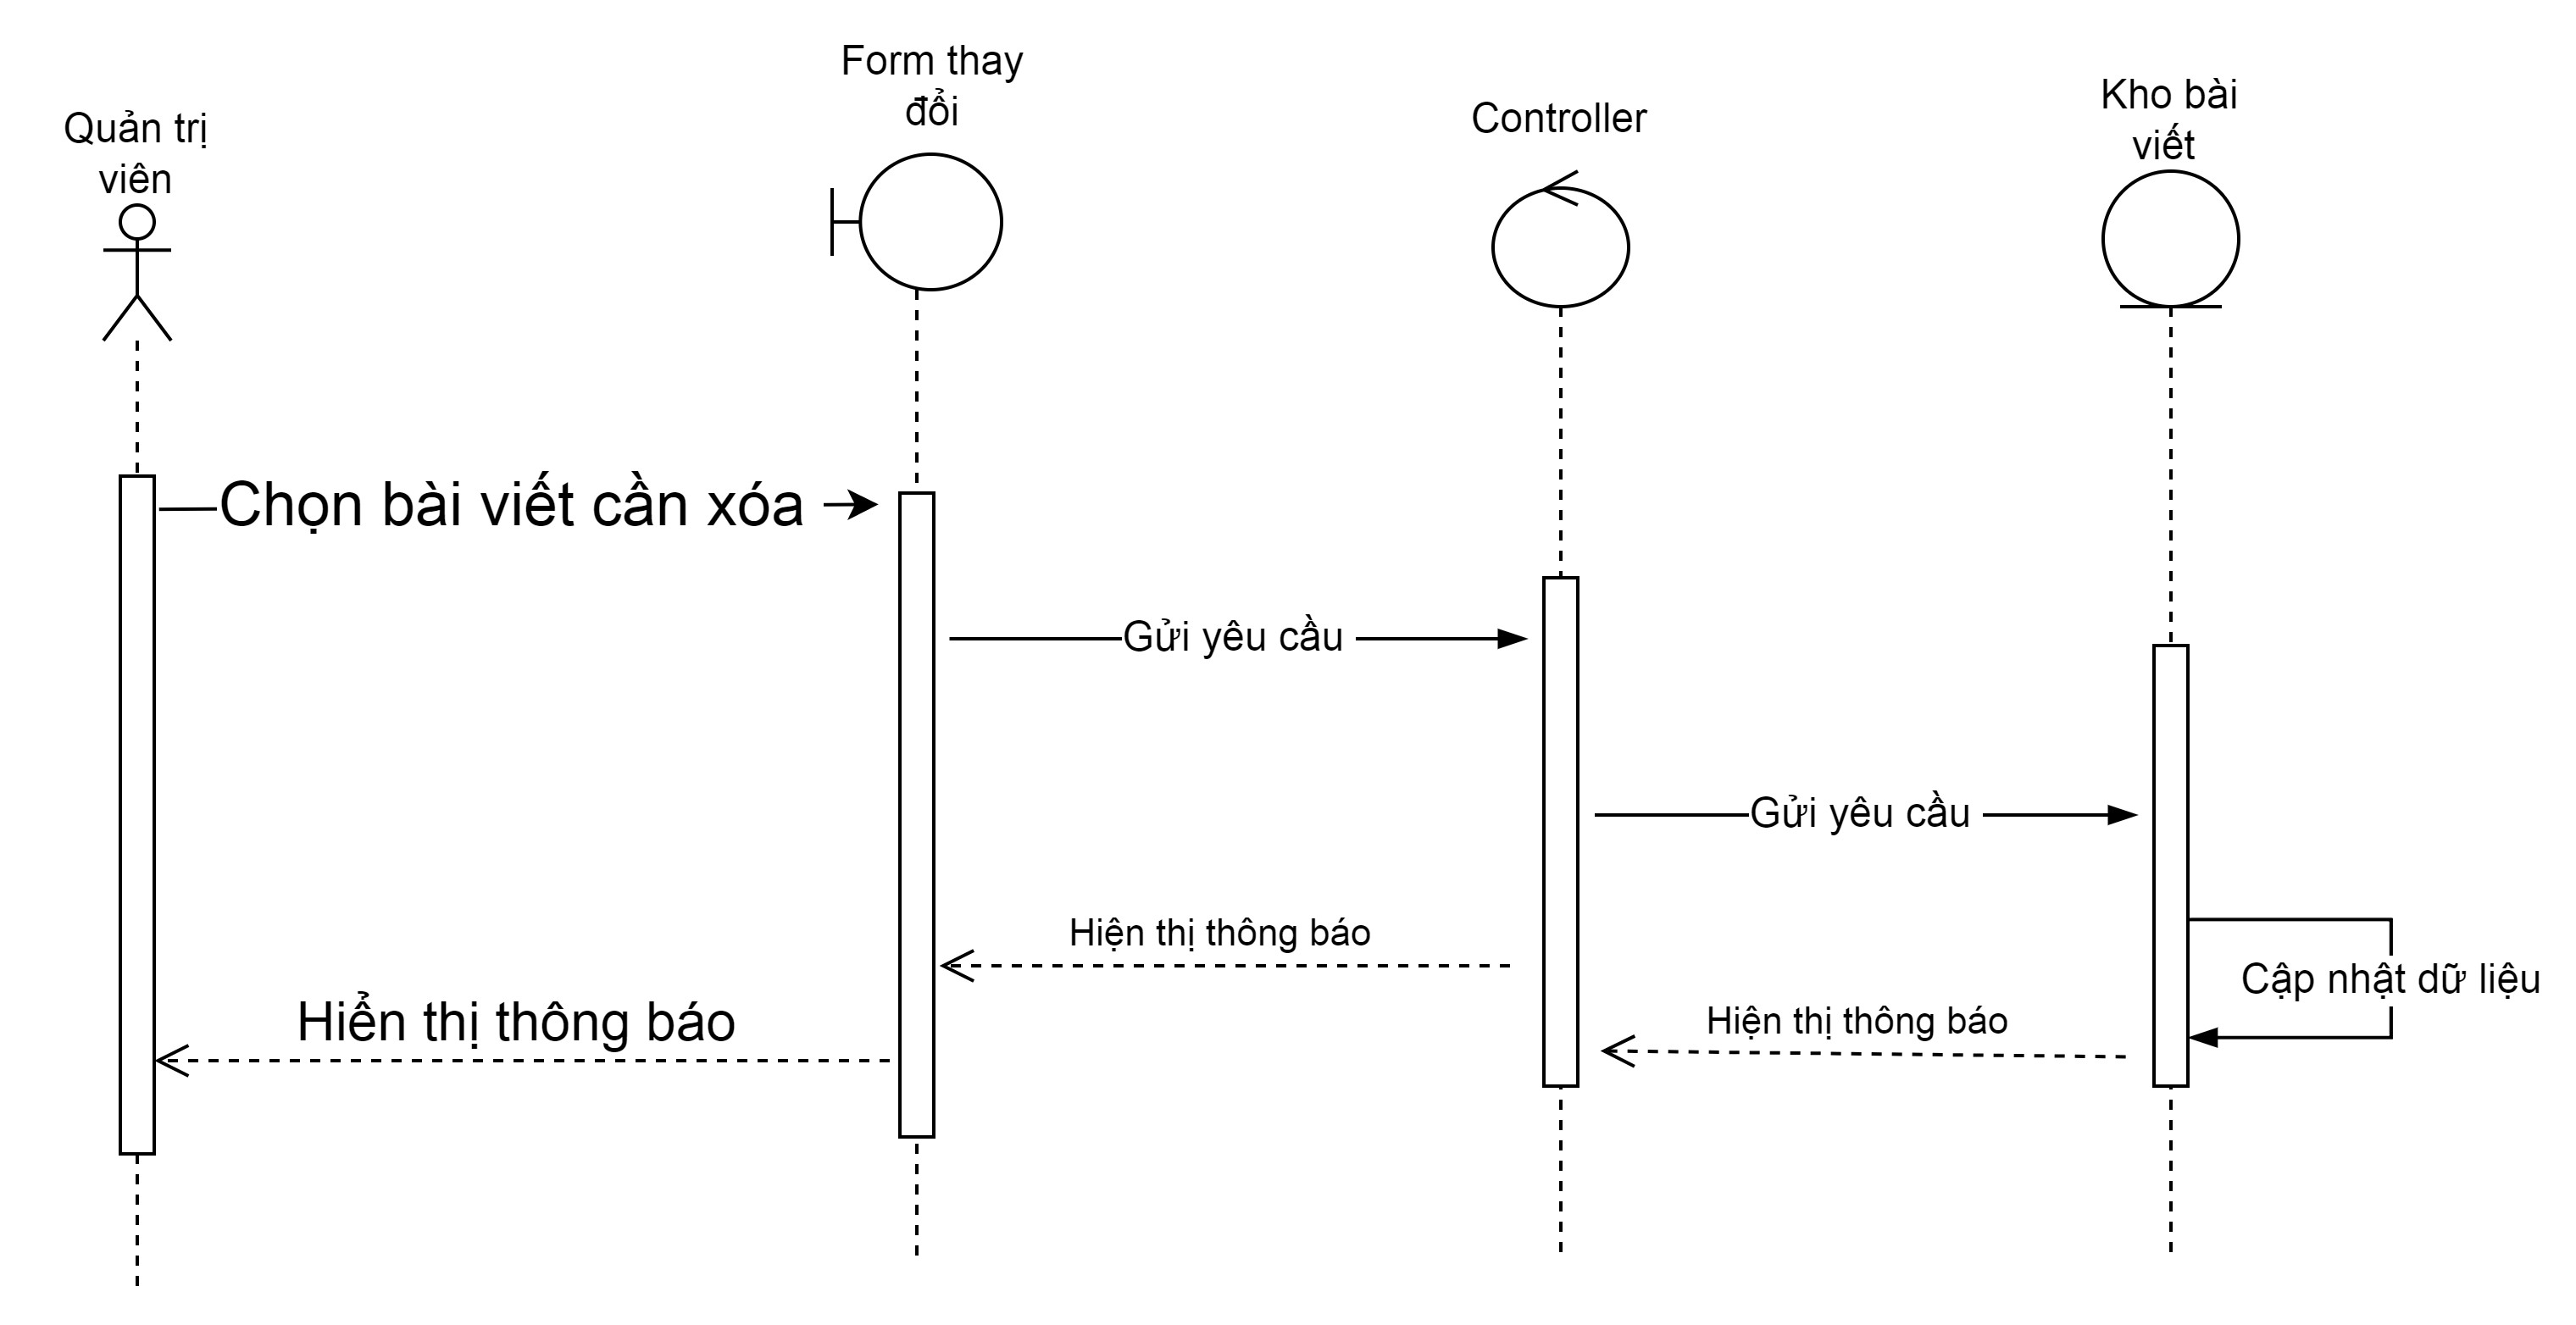 Form thay
đổi
Quản trị
viên
Controller
Kho bài
viết
Chọn bài viết cần xóa
Gửi yêu cầu
Gửi yêu cầu
Hiện thị thông báo
Cập nhật dữ liệu
Hiển thị thông báo
Hiện thị thông báo